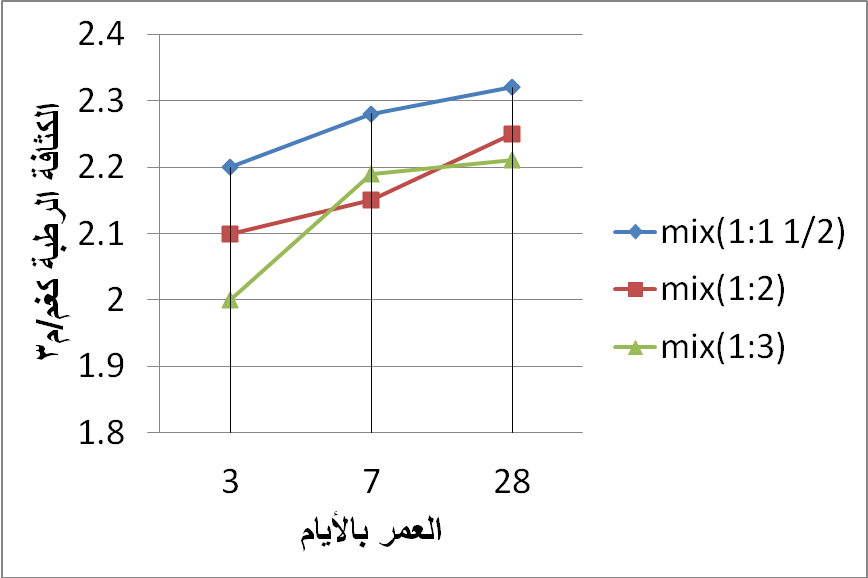 2.4
2.3
2.2
2.1
2
1.9
1.8
الكثافة الرطبة كغم/م٣
3 7 28
العمر بالأيام
mix(1:1 1/2)
mix(1:2)
mix(1:3)